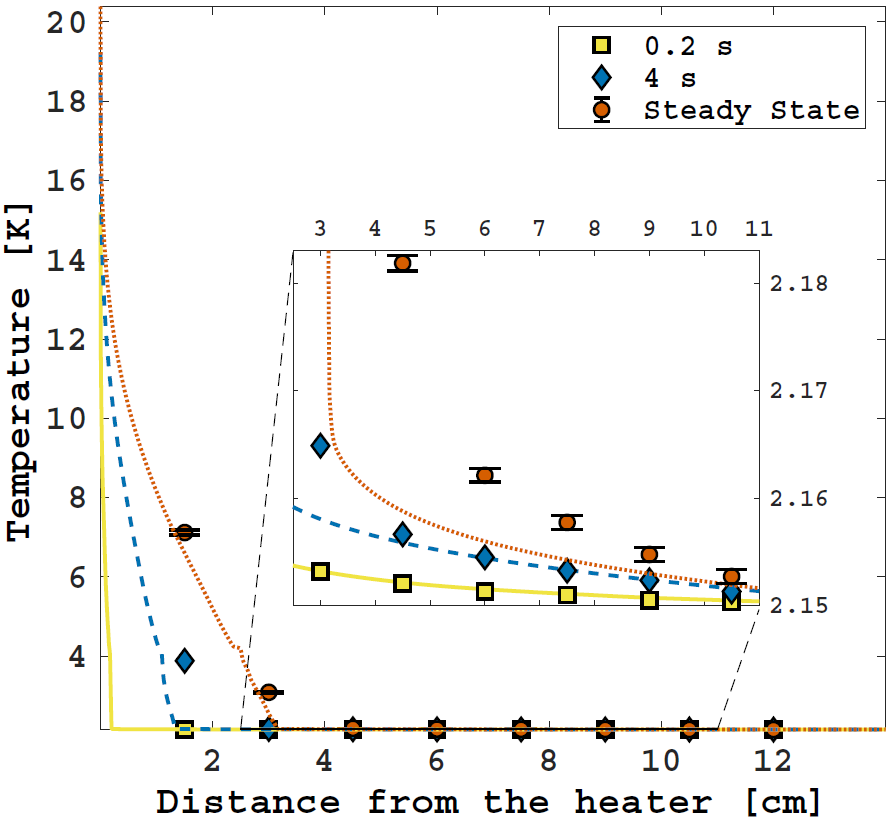 20
18
16
14
12
10
8
6
4
Temperature [K]
0.2 s
4 s
Steady State
3 4 5 6 7 8 9 10 11
2.18
2.17
2.16
2.15
2 4 6 8 10 12
Distance from the heater [cm]